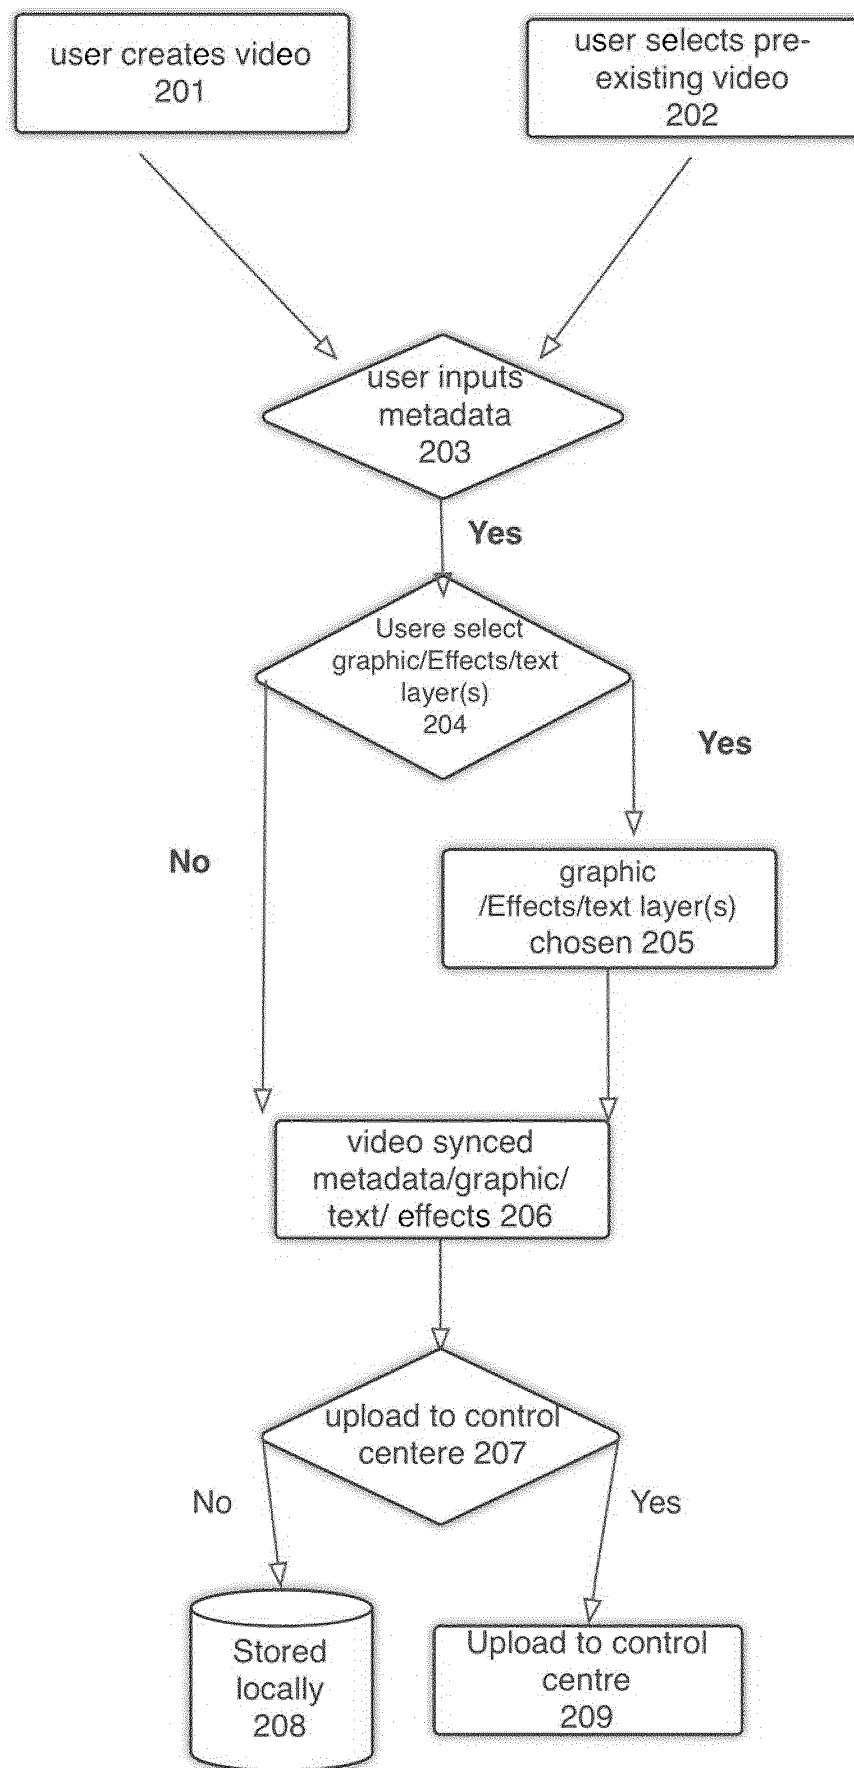 user creates video
201
user selects pre-
existing video
202
user inputs
metadata
203
Yes
Usere select
graphic/Effects/text
layer(s)
204
Yes
No
graphic
/Effects/text layer(s)
chosen 205
video synced
metadata/graphic/
text/ effects 206
upload to control
centere 207
No
Yes
Stored
locally
208
Upload to control
centre
209